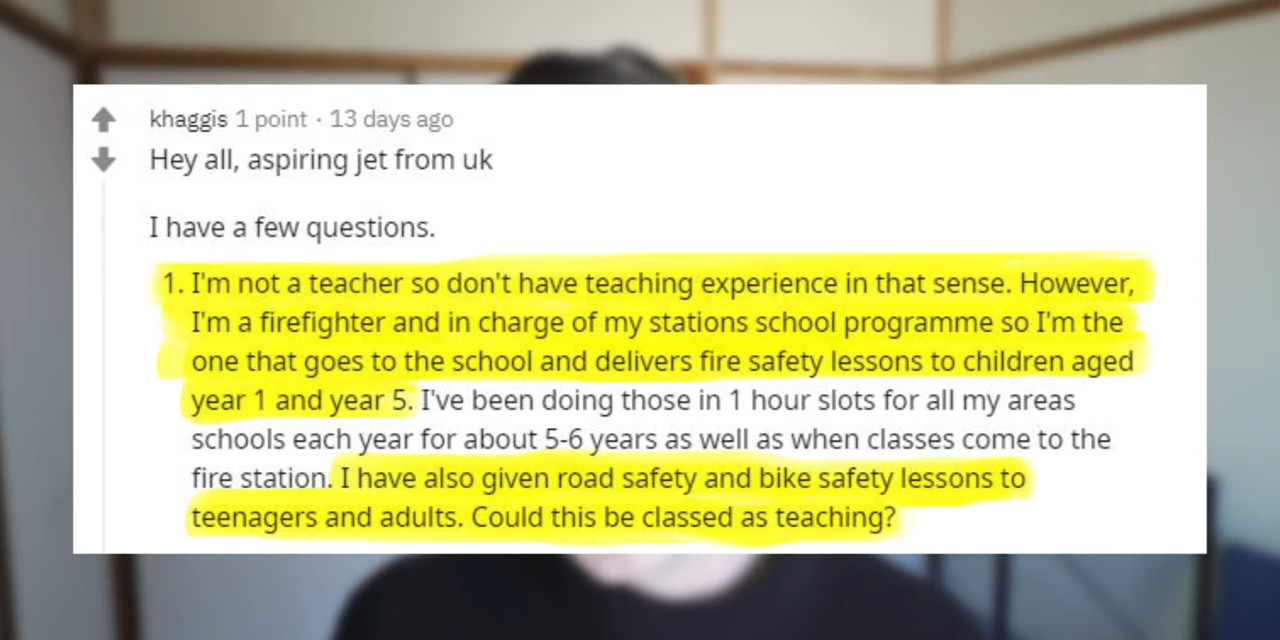 khaggis 1 point · 13 days ago
Hey all, aspiring jet from uk
I have a few questions.
1. I'm not a teacher so don't have teaching experience in that sense. However,
I'm a firefighter and in charge of my stations school programme so I'm the
one that goes to the school and delivers fire safety lessons to children aged
year 1 and year 5. I've been doing those in 1 hour slots for all my areas
schools each year for about 5-6 years as well as when classes come to the
fire station. I have also given road safety and bike safety lessons to
teenagers and adults. Could this be classed as teaching?